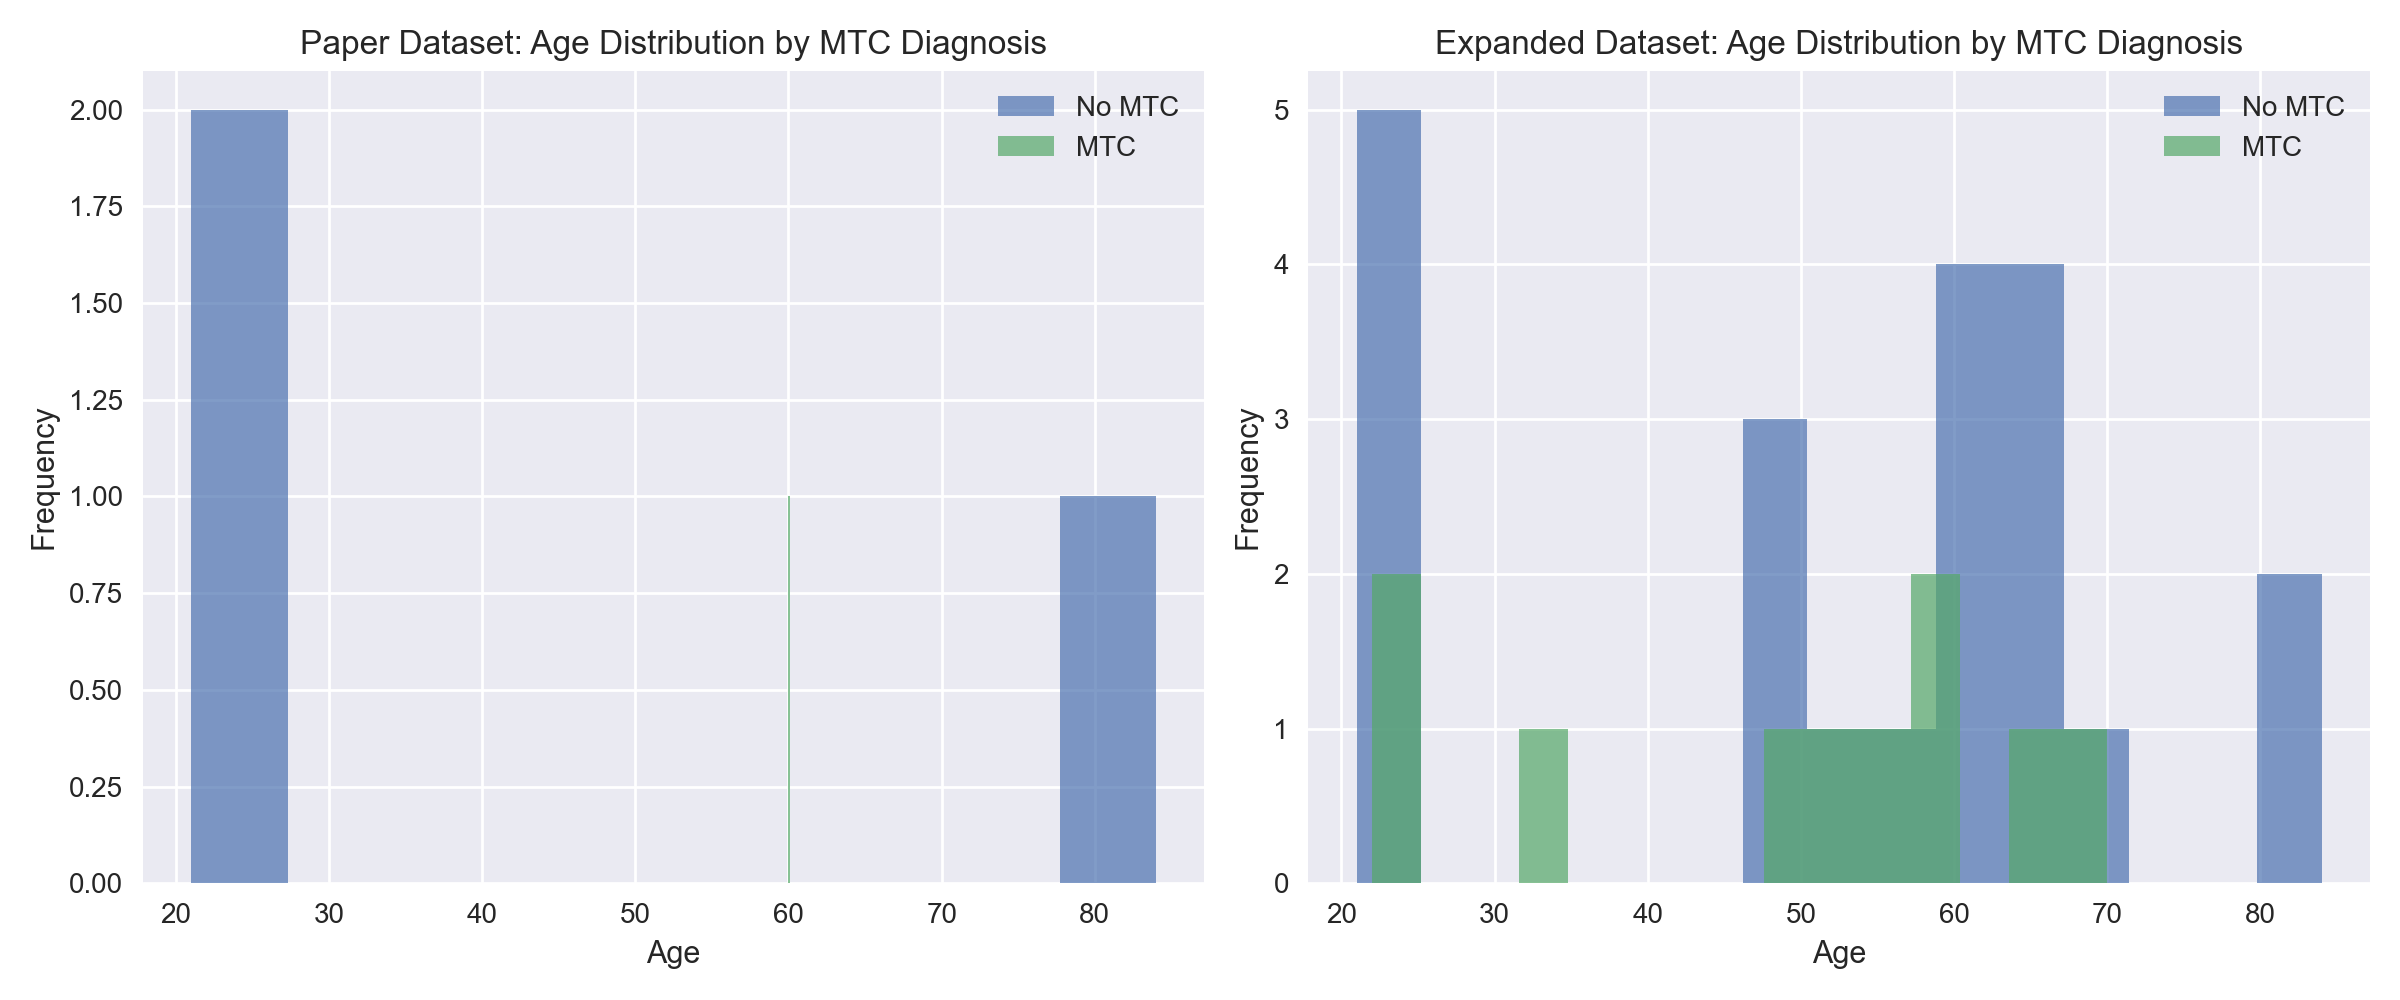 Paper Dataset: Age Distribution by MTC Diagnosis
No MTC
MTC
2.00
1.75
1.50
1.25
1.00
0.75
0.50
0.25
0.00
Frequency
20 30 40 50 60 70 80
Age
Expanded Dataset: Age Distribution by MTC Diagnosis
No MTC
MTC
5
4
3
2
1
0
Frequency
20 30 40 50 60 70 80
Age